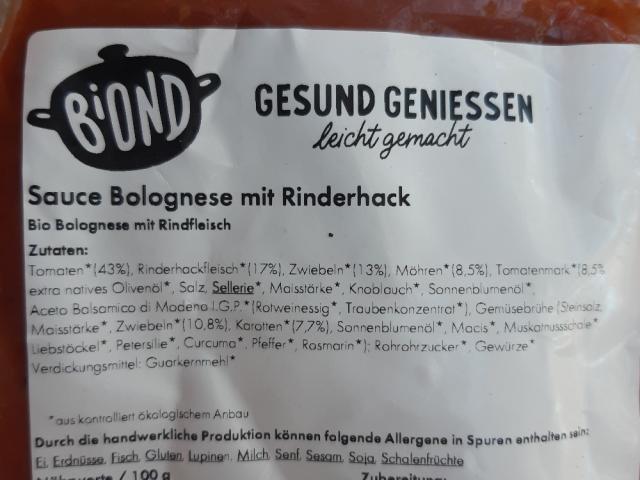 BiOND
GESUND GENIESSEN
leicht gemacht
Sauce Bolognese mit Rinderhack
Bio Bolognese mit Rindfleisch
Zutaten:
Tomaten*(43%), Rinderhackfleisch*(17%), Zwiebeln*(13%), Möhren*(8,5%), Tomatenmark*(8,5%
extra natives Olivenöl*, Salz, Sellerie*, Maisstärke*, Knoblauch*, Sonnenblumenöl*,
Aceto Balsamico di Modena I.G.P.*(Rotweinessig*, Traubenkonzentrat*), Gemüsebrühe (Steinsalz,
Maisstärke*, Zwiebeln*(10,8%), Karotten*(7,7%), Sonnenblumenöl*, Macis*, Muskatnussschale*
Liebstöckel*, Petersilie*, Curcuma*, Pfeffer*, Rosmarin*); Rohrohrzucker*, Gewürze*
Verdickungsmittel: Guarkernmehl*
*aus kontrolliert ökologischem Anbau
Durch die handwerkliche Produktion können folgende Allergene in Spuren enthalten sein:
Ei, Erdnüsse, Fisch, Gluten, Lupinen, Milch, Senf, Sesam, Soja, Schalenfrüchte
/ 100 g
Zubereitung: